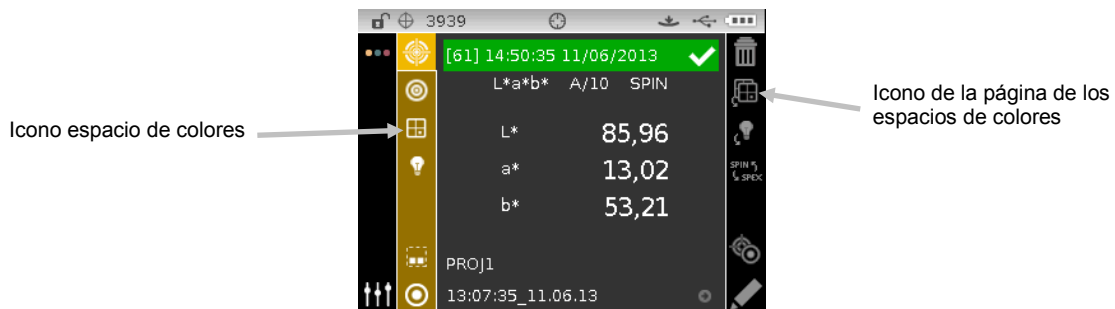 3939
[61] 14:50:35 11/06/2013
L*a*b* A/10 SPIN
Icono espacio de colores
Icono de la página de los
espacios de colores
L* 85,96
a* 13,02
SPIN
SPEX
b* 53,21
PROJ1
13:07:35_11.06.13